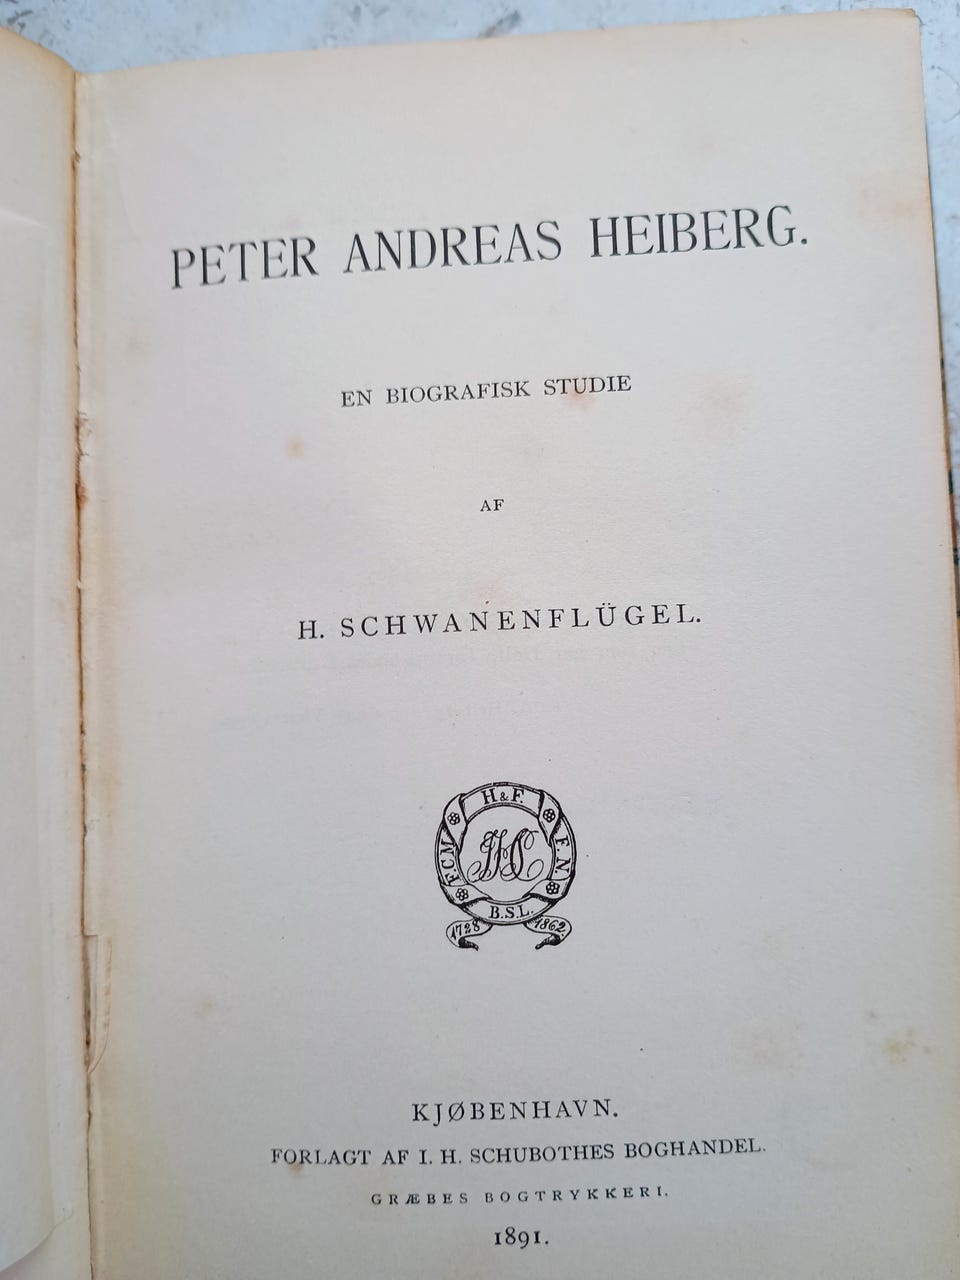 PETER ANDREAS HEIBERG.
EN BIOGRAFISK STUDIE
AF
H. SCHWANENFLÜGEL.
H & F.
F.C.M.
F. N.
B.S.L.
1728
1862.
KJØBENHAVN.
FORLAGT AF I. H. SCHUBOTHES BOGHANDEL.
GRÆBES BOGTRYKKERI.
1891.